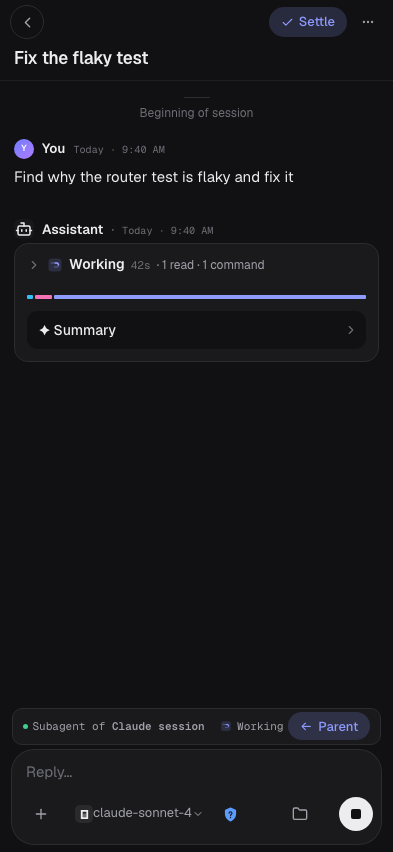 Settle
Fix the flaky test
Beginning of session
Y You Today · 9:40 AM
Find why the router test is flaky and fix it
Assistant · Today · 9:40 AM
Working 42s · 1 read · 1 command
Summary
Subagent of Claude session Working Parent
Reply…
claude-sonnet-4